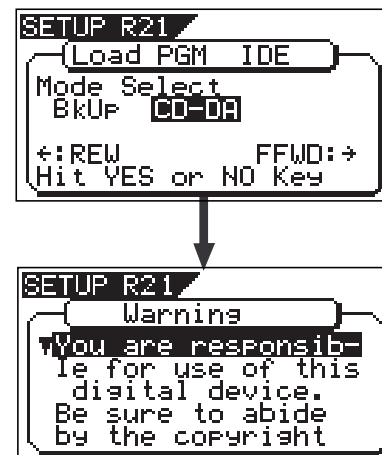 SETUP R21
Load PGM IDE
Mode Select
BkUp CD-DA
←:REW FFWD:→
Hit YES or NO Key
SETUP R21
Warning
▼You are responsib-
le for use of this
digital device.
Be sure to abide
by the copyright